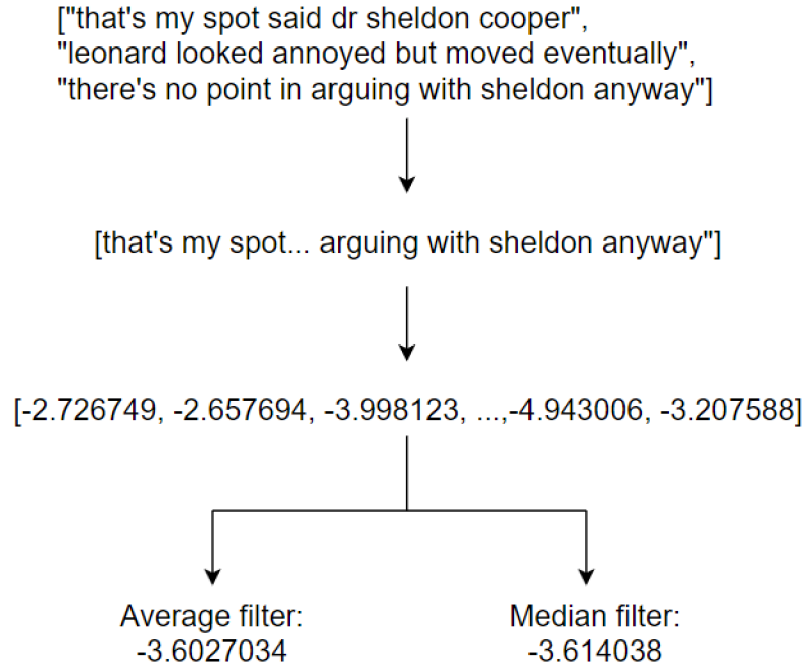 ["that's my spot said dr sheldon cooper",
"leonard looked annoyed but moved eventually",
"there's no point in arguing with sheldon anyway"]
[that's my spot... arguing with sheldon anyway"]
[-2.726749, -2.657694, -3.998123, ...,-4.943006, -3.207588]
Average filter:
-3.6027034
Median filter:
-3.614038